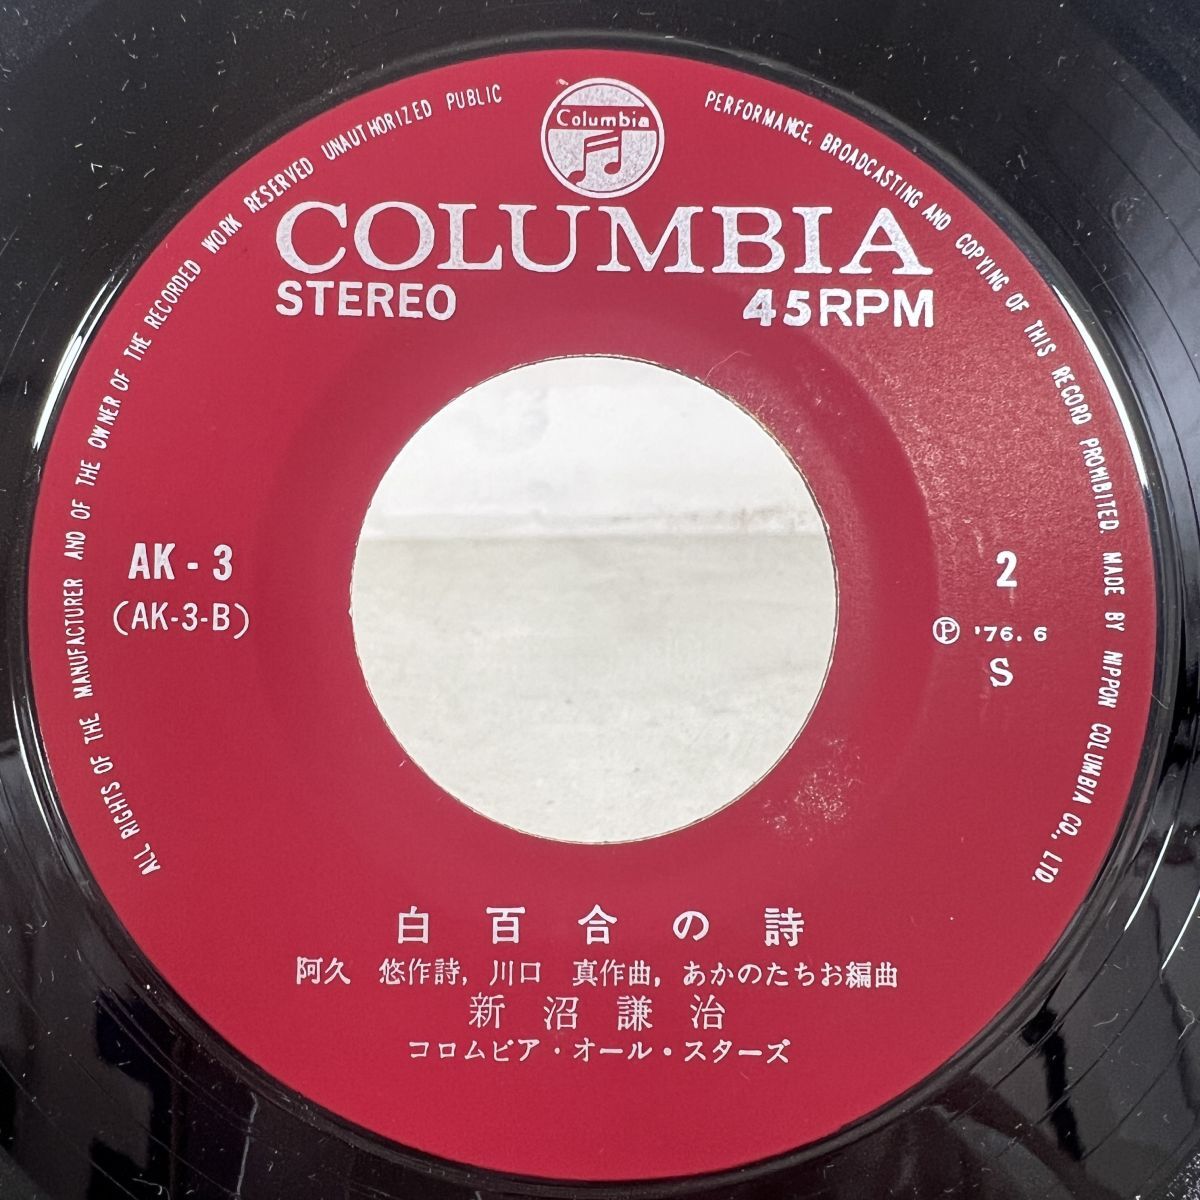 ALL RIGHTS OF THE MANUFACTURER AND OF THE OWNER OF THE RECORDED WORK RESERVED UNAUTHORIZED PUBLIC PERFORMANCE, BROADCASTING AND COPYING OF THIS RECORD PROHIBITED. MADE BY NIPPON COLUMBIA CO., LTD.
Columbia
COLUMBIA
STEREO 45RPM
AK-3 2
(AK-3-B) Ⓟ '76.6
S
白百合の詩
阿久 悠作詩, 川口 真作曲, あかのたちお編曲
新沼謙治
コロムビア・オール・スターズ